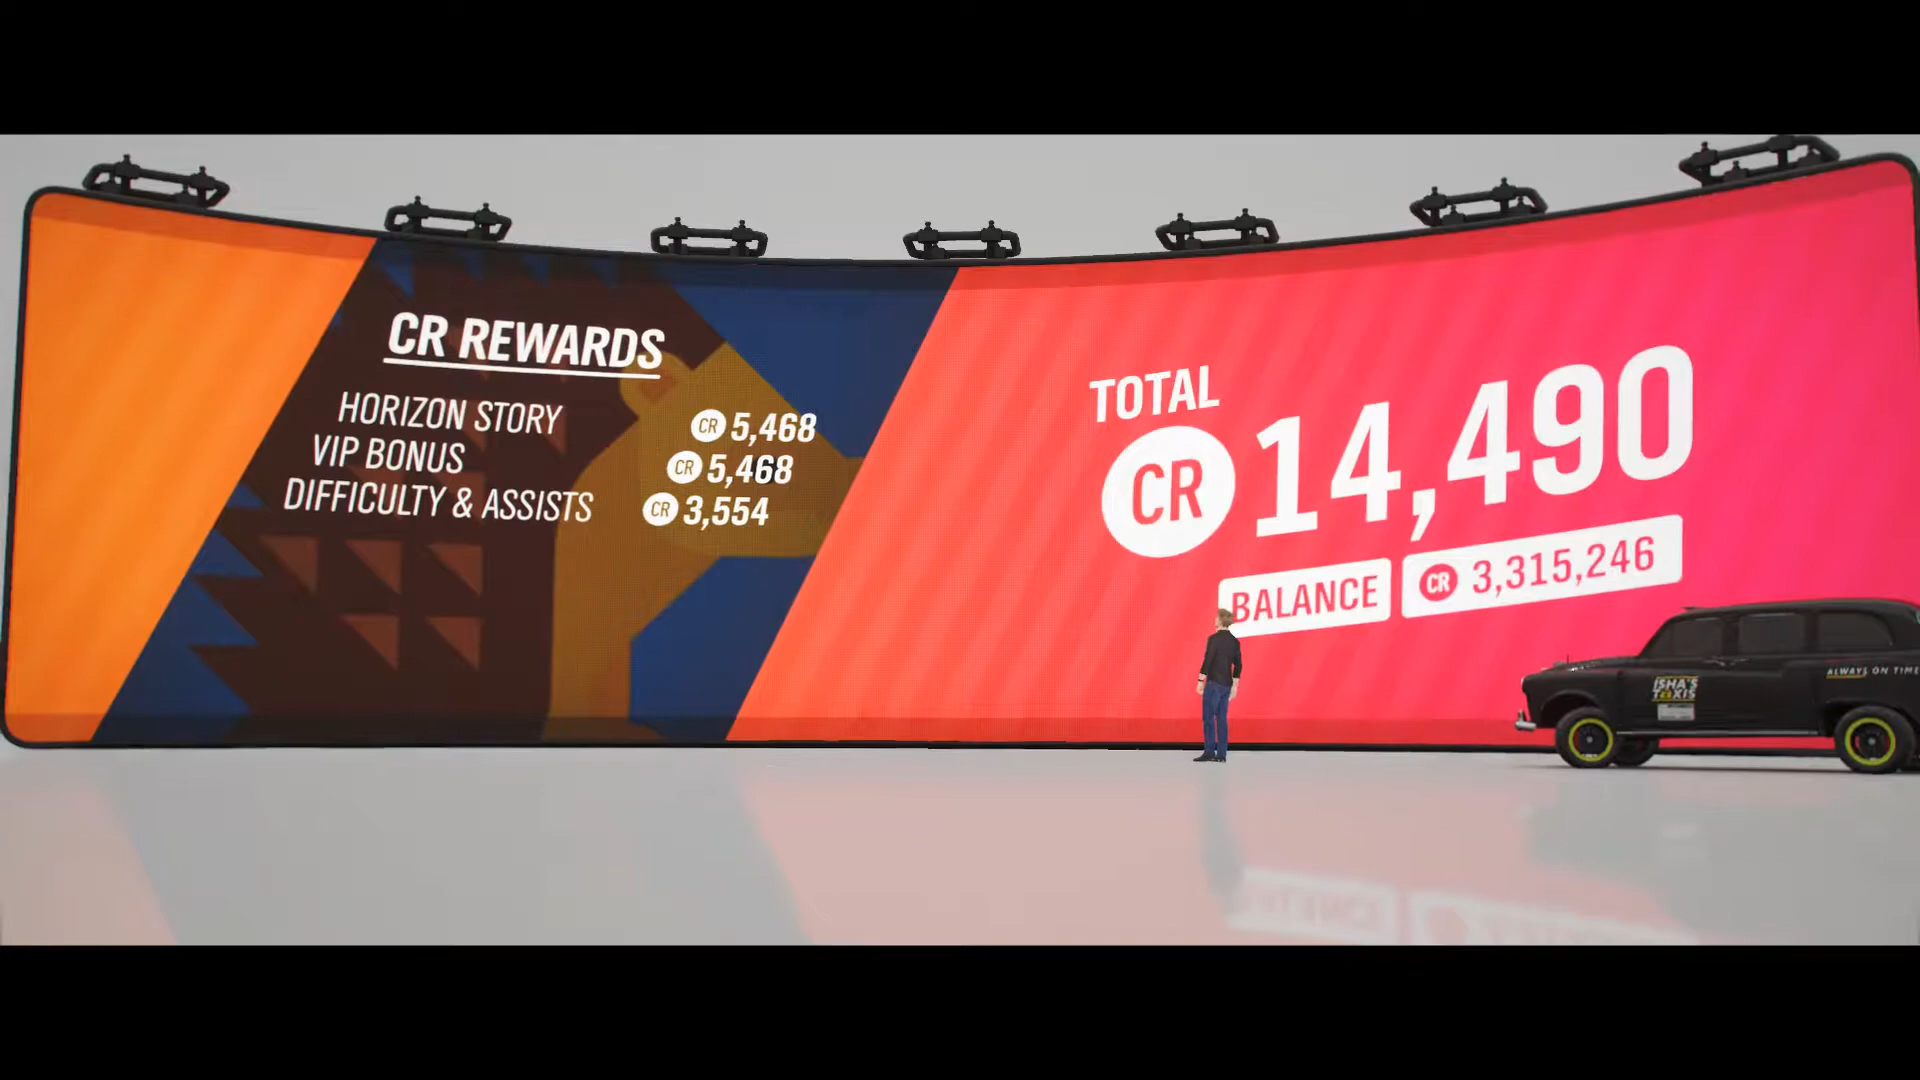 CR REWARDS
HORIZON STORY CR 5,468
VIP BONUS CR 5,468
DIFFICULTY & ASSISTS CR 3,554
TOTAL
CR 14,490
BALANCE CR 3,315,246
ISHA'S
TAXIS
ALWAYS ON TIME